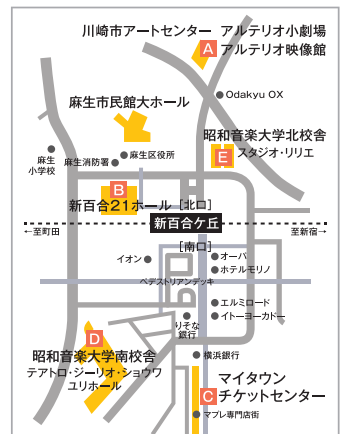 川崎市アートセンター アルテリオ小劇場
A アルテリオ映像館
Odakyu OX
麻生市民館大ホール
昭和音楽大学北校舎
E スタジオ・リリエ
麻生
小学校
麻生消防署
麻生区役所
B
新百合21ホール
[北口]
新百合ケ丘
←至町田
至新宿→
[南口]
イオン
オーパ
ホテルモリノ
ペデストリアンデッキ
エルミロード
イトーヨーカドー
りそな
銀行
D
昭和音楽大学南校舎
テアトロ・ジーリオ・ショウワ
ユリホール
横浜銀行
マイタウン
C チケットセンター
マプレ専門店街